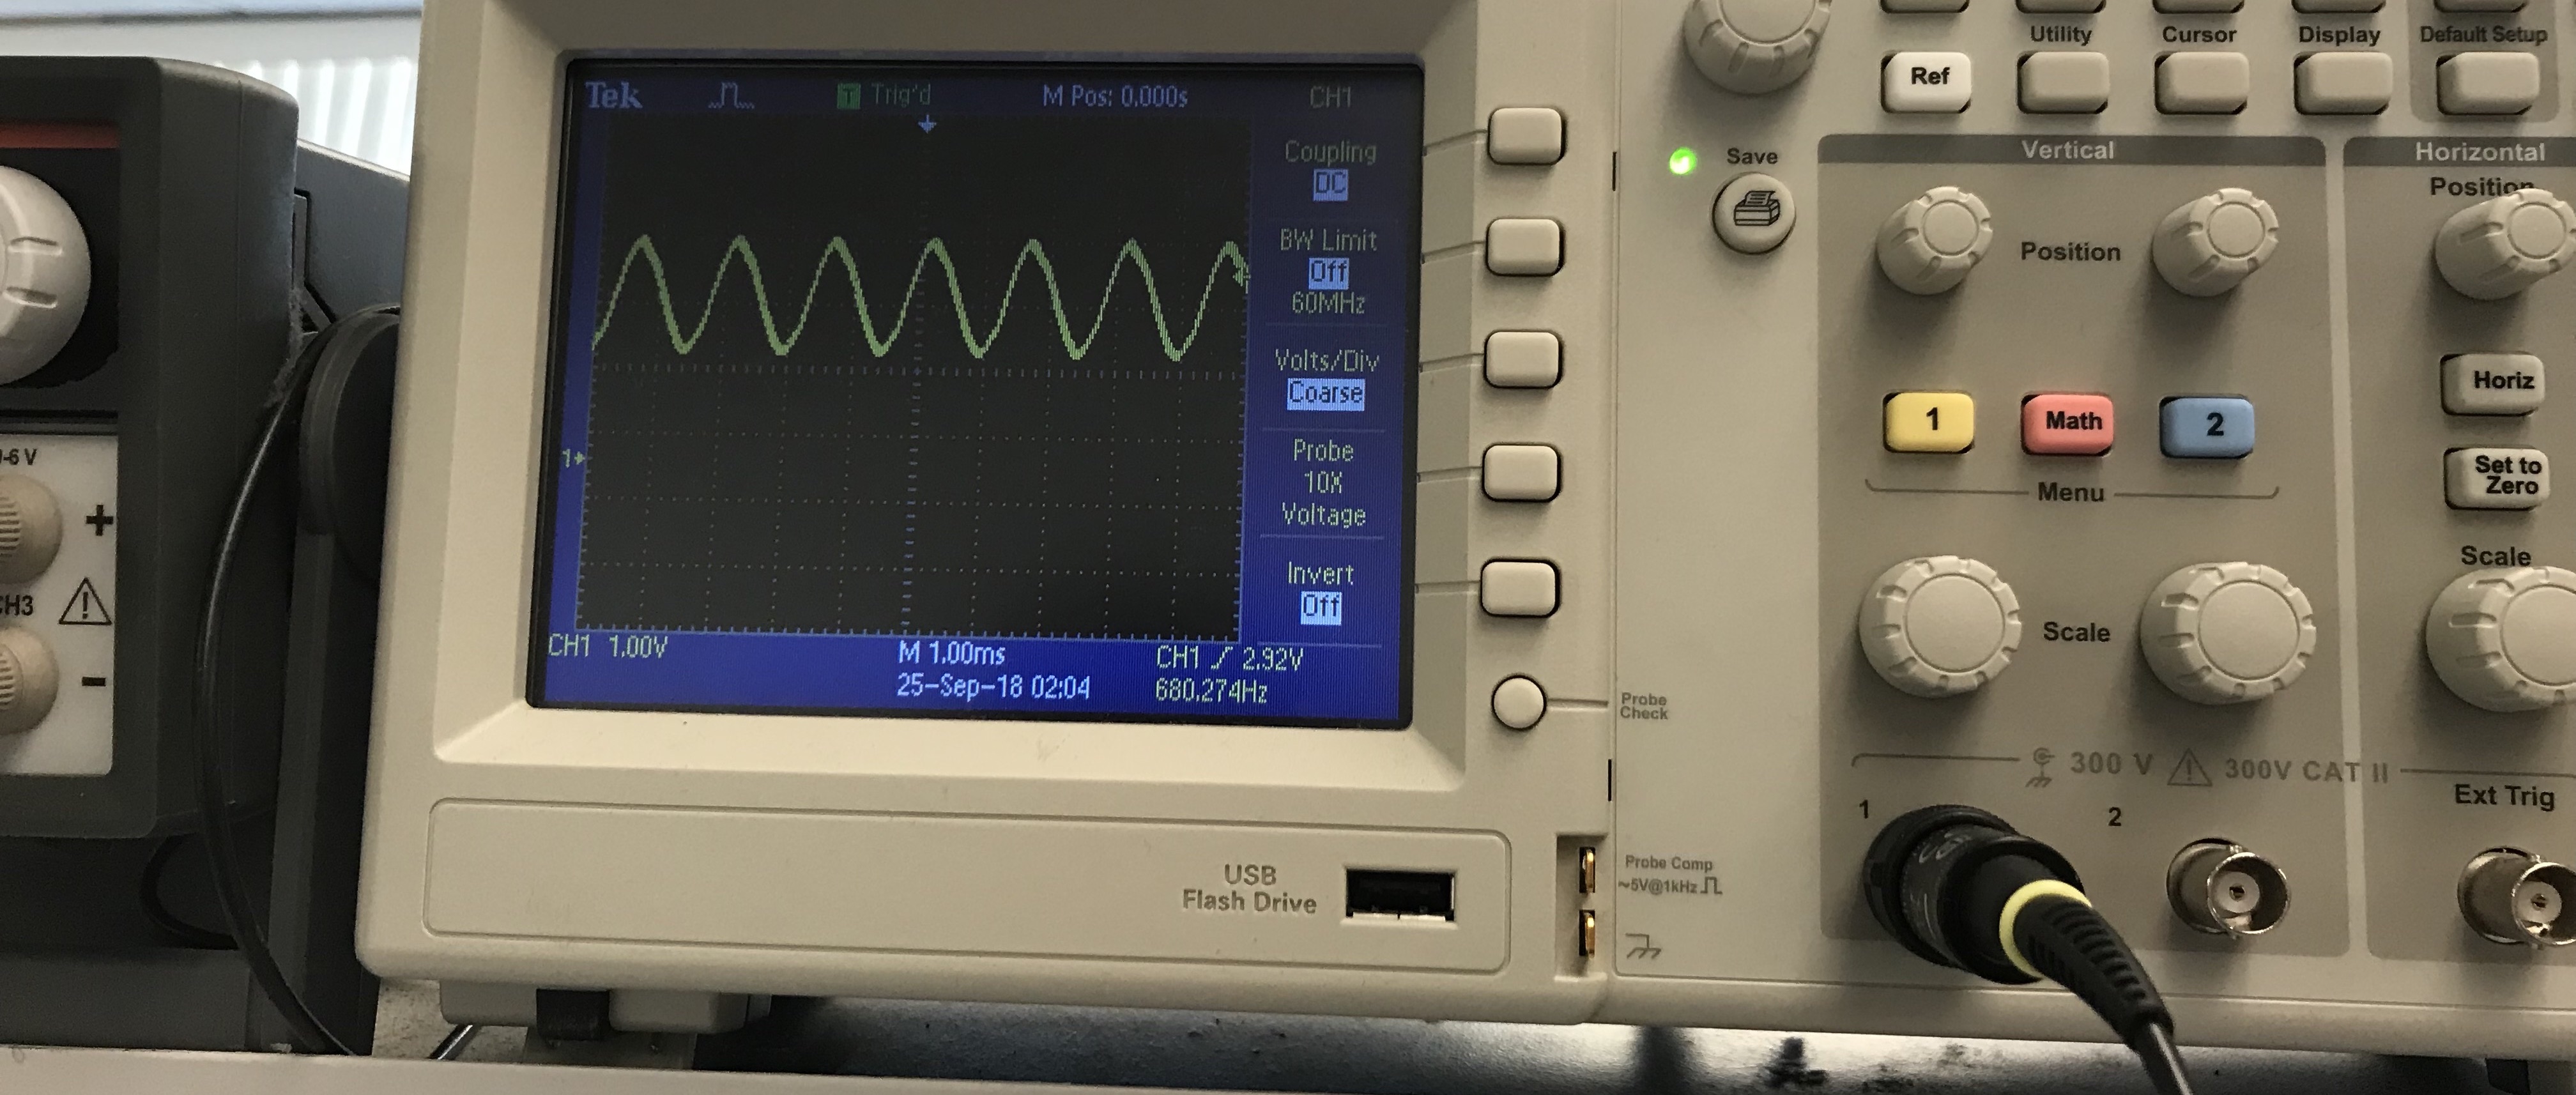 Tek
T Trig'd
M Pos: 0.000s
CH1
Coupling
DC
BW Limit
Off
60MHz
Volts/Div
Coarse
Probe
10X
Voltage
Invert
Off
1
CH1 1.00V
M 1.00ms
CH1 2.92V
25-Sep-18 02:04
680.274Hz
USB
Flash Drive
Probe
Check
Probe Comp
~5V@1kHz
Ref
Utility
Cursor
Display
Default Setup
Save
Vertical
Position
1
Math
2
Menu
Scale
300 V
300V CAT II
1
2
Horizontal
Position
Horiz
Set to
Zero
Scale
Ext Trig
-6 V
+
CH3
-